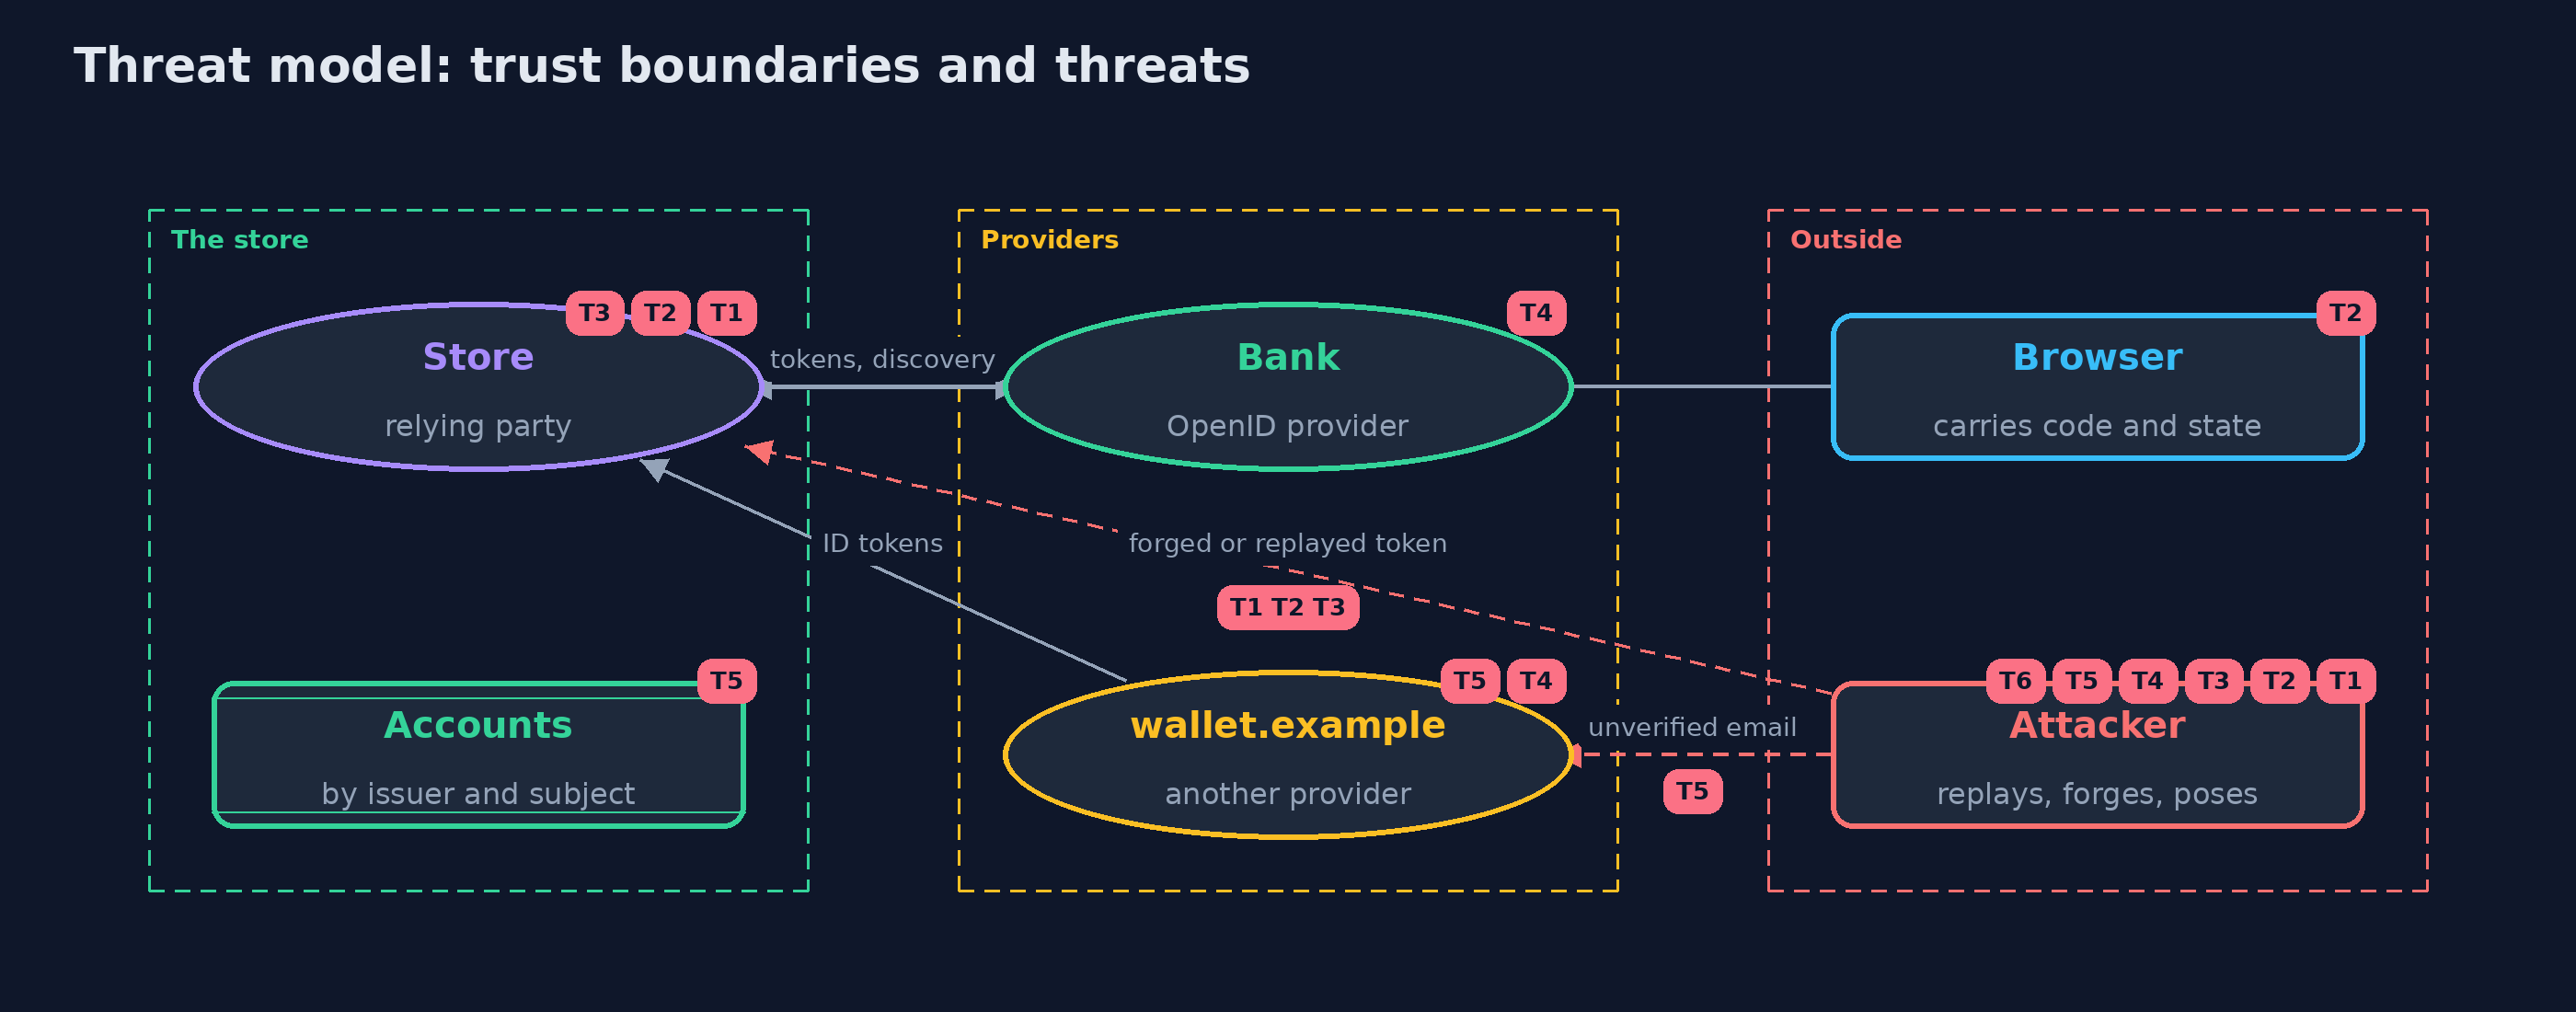 Threat model: trust boundaries and threats
The store
Providers
Outside
T3 T2 T1
T4
T2
Store
relying party
tokens, discovery
Bank
OpenID provider
Browser
carries code and state
ID tokens
forged or replayed token
T1 T2 T3
T5
T5 T4
T6 T5 T4 T3 T2 T1
Accounts
by issuer and subject
wallet.example
another provider
unverified email
T5
Attacker
replays, forges, poses